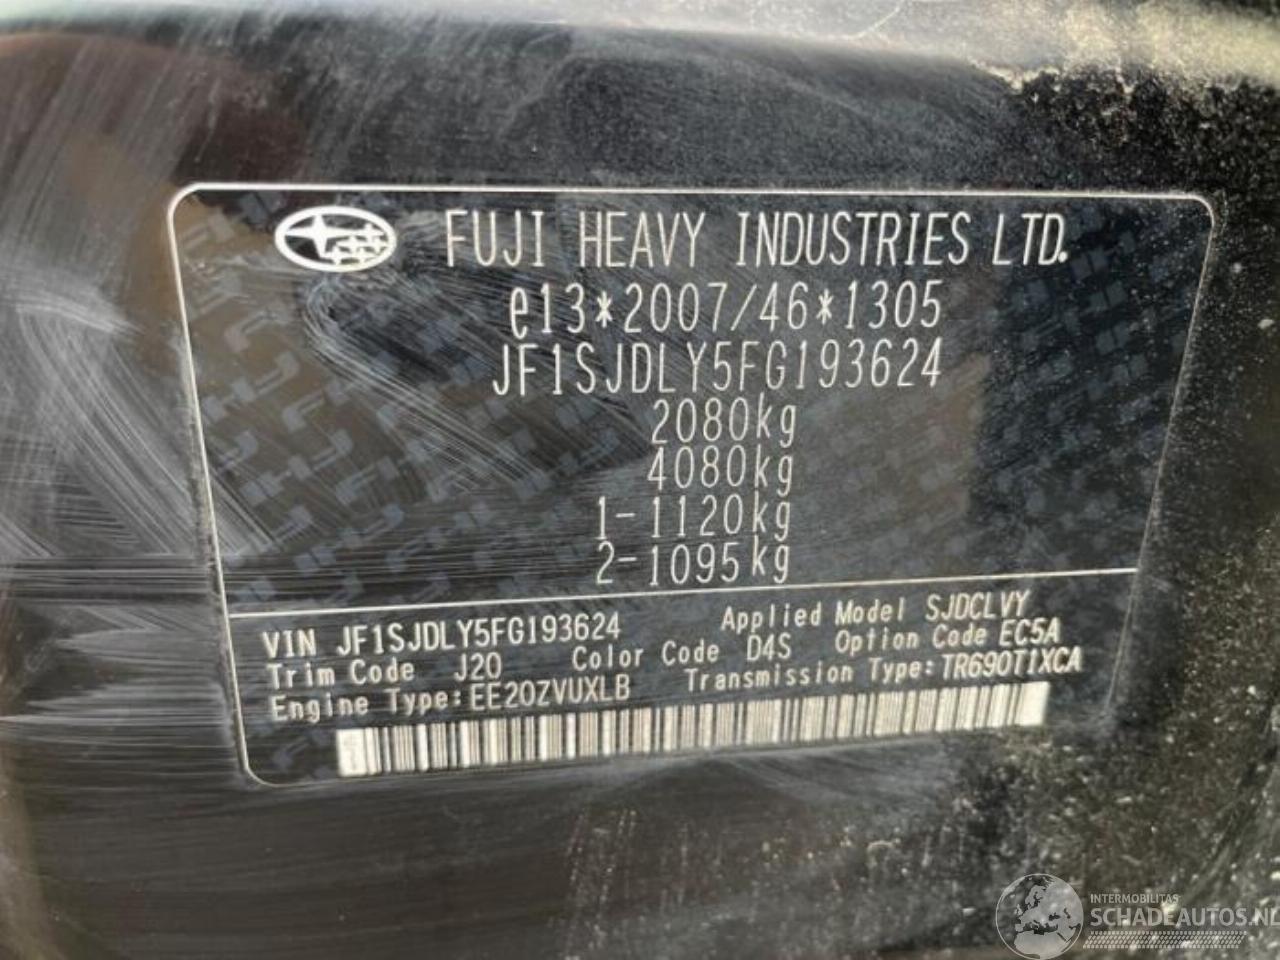 FUJI HEAVY INDUSTRIES LTD.
e13*2007/46*1305
JF1SJDLY5FG193624
2080kg
4080kg
1-1120kg
2-1095kg
VIN JF1SJDLY5FG193624 Applied Model SJDCLVY
Trim Code J20 Color Code D4S Option Code EC5A
Engine Type: EE20ZVUXLB Transmission Type: TR690T1XCA
INTERMOBILITAS
SCHADEAUTOS.NL